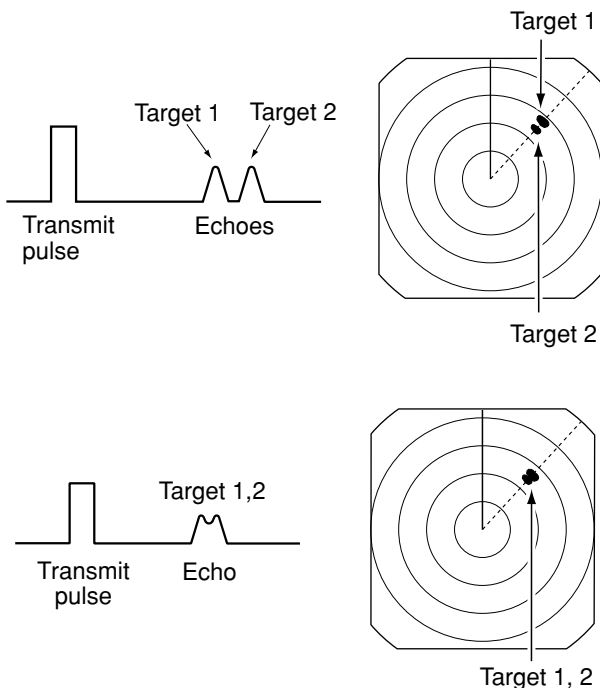 Target 1
Target 1
Target 2
Transmit
pulse
Echoes
Target 2
Target 1,2
Transmit
pulse
Echo
Target 1, 2